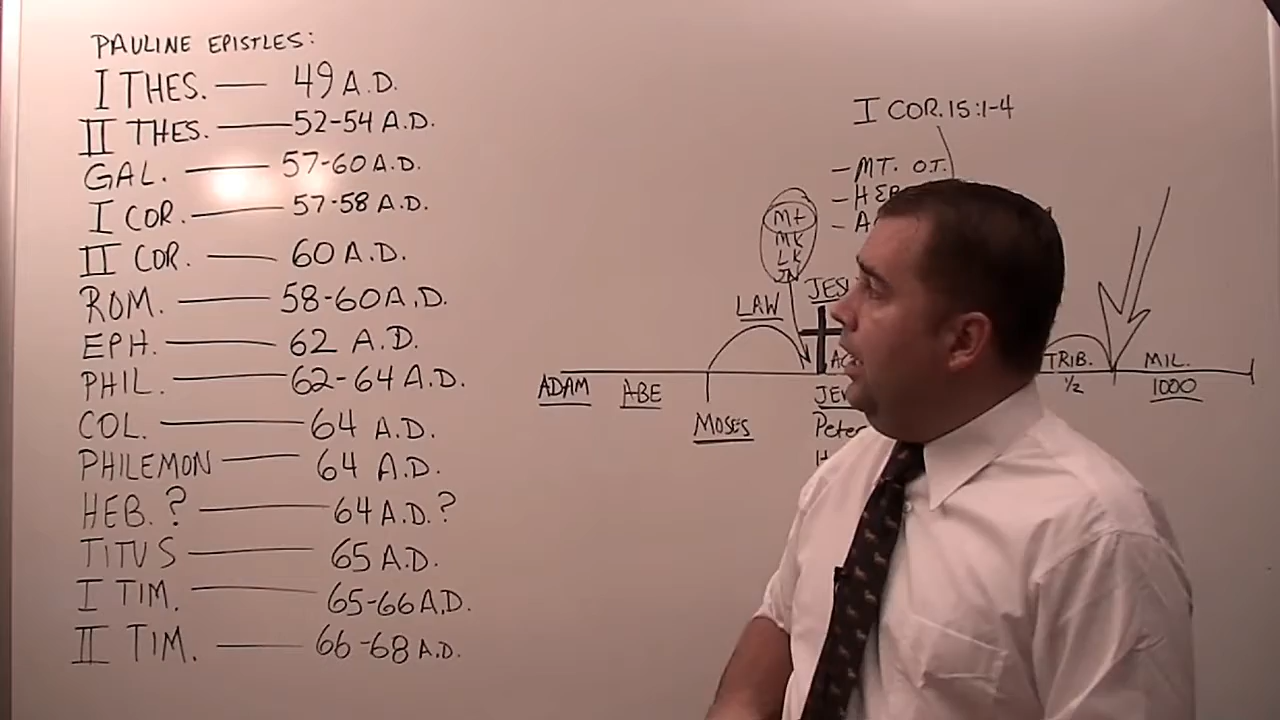 PAULINE EPISTLES:
I THES. — 49 A.D.
II THES. — 52-54 A.D.
GAL. — 57-60 A.D.
I COR. — 57-58 A.D.
II COR. — 60 A.D.
ROM. — 58-60 A.D.
EPH. — 62 A.D.
PHIL. — 62-64 A.D.
COL. — 64 A.D.
PHILEMON — 64 A.D.
HEB. ? — 64 A.D.?
TITUS — 65 A.D.
I TIM. — 65-66 A.D.
II TIM. — 66-68 A.D.
I COR. 15:1-4
- MT. O.T.
Mt
MK
LK
JN
LAW
TRIB. MIL.
ADAM ABE ½ 1000
MOSES Peter